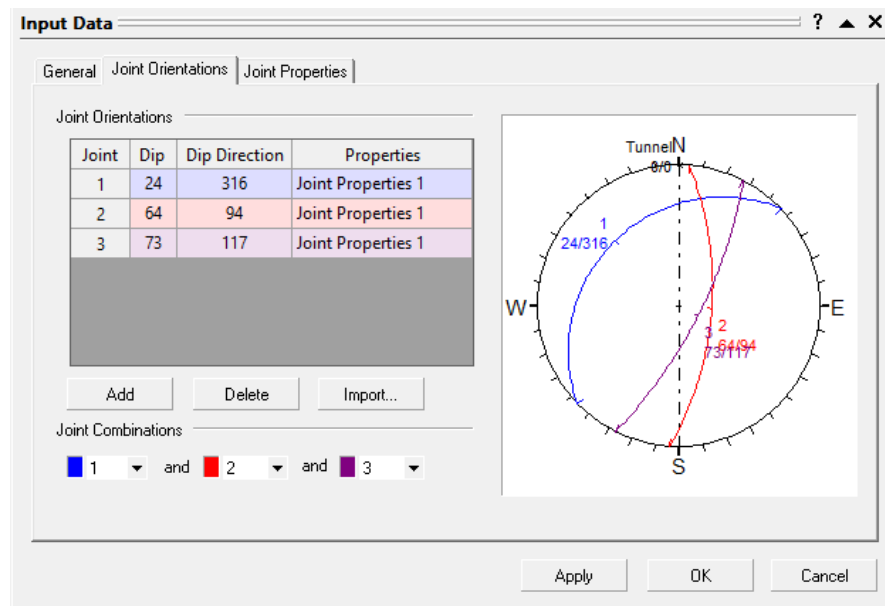 Input Data ? ▲ ×
General Joint Orientations Joint Properties
Joint Orientations
Joint Dip Dip Direction Properties
1 24 316 Joint Properties 1
2 64 94 Joint Properties 1
3 73 117 Joint Properties 1
Add Delete Import...
Joint Combinations
1 and 2 and 3
Tunnel N
0/0
1
24/316
W E
2
3 64/94
73/117
S
Apply OK Cancel